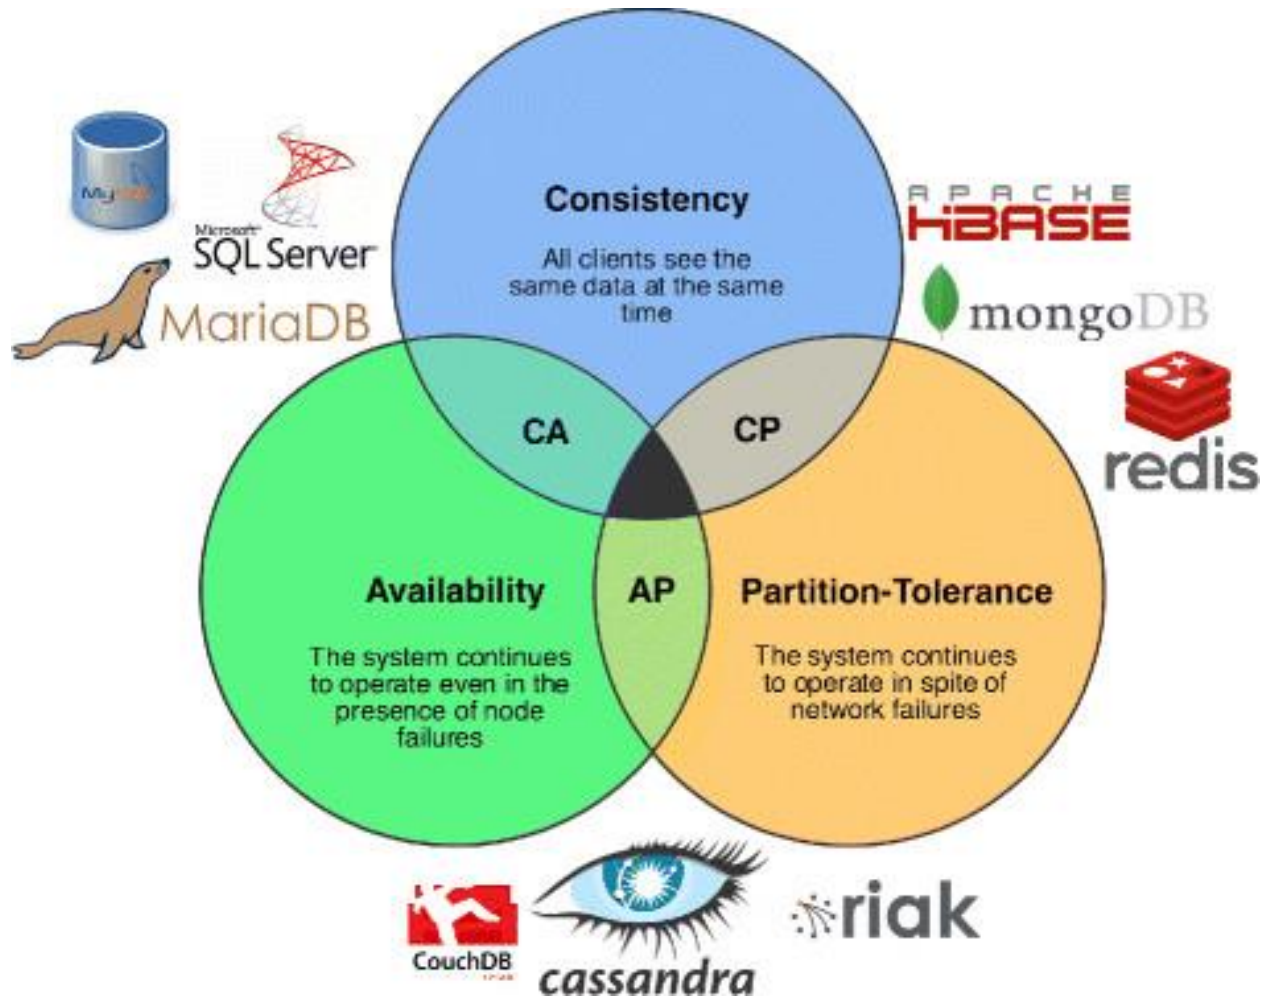 Consistency
All clients see the
same data at the same
time
MySQL
Microsoft
SQL Server
MariaDB
APACHE
HBASE
mongoDB
redis
CA
CP
AP
Availability
The system continues
to operate even in the
presence of node
failures
Partition-Tolerance
The system continues
to operate in spite of
network failures
CouchDB
cassandra
riak